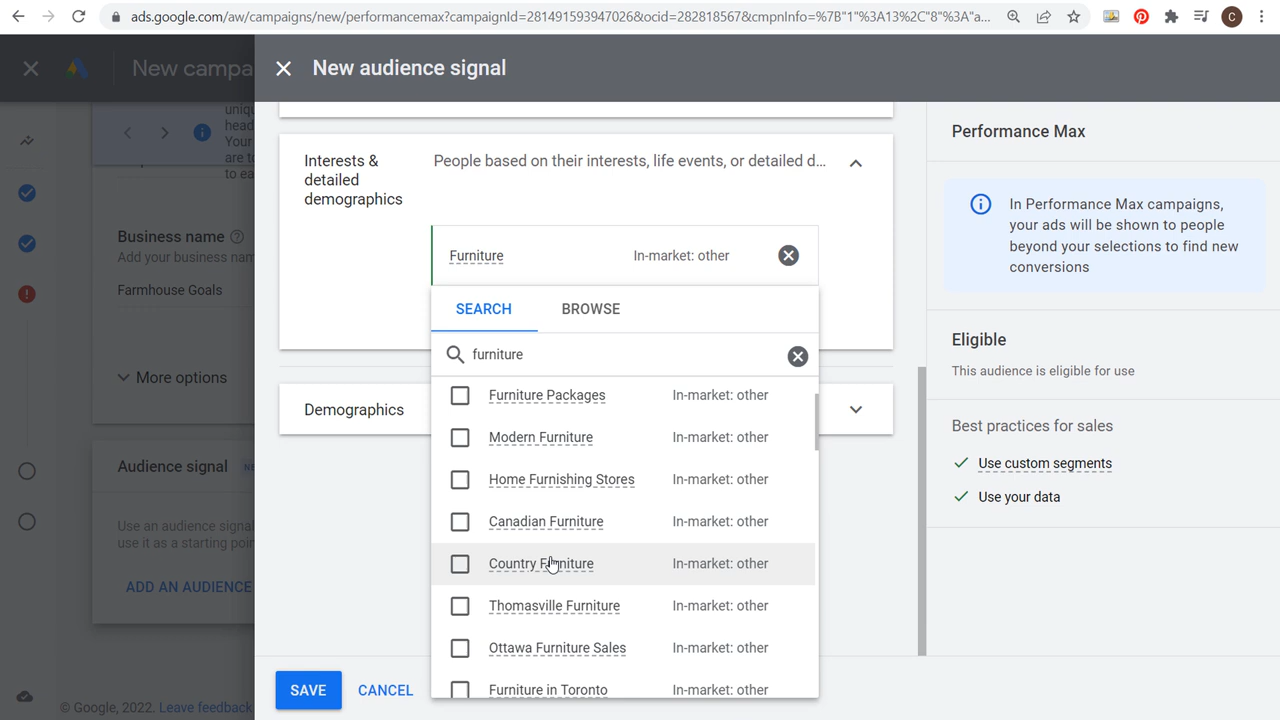 ads.google.com/aw/campaigns/new/performancemax?campaignId=281491593947026&ocid=282818567&cmpnInfo=%7B"1"%3A13%2C"8"%3A"a...
C
New campa
New audience signal
uniqu
head
Your
are to
to ea
Business name
Add your business nam
Farmhouse Goals
More options
Audience signal NE
Use an audience signal
use it as a starting poin
ADD AN AUDIENCE
© Google, 2022. Leave feedback
Interests &
detailed
demographics
People based on their interests, life events, or detailed d...
Furniture In-market: other
SEARCH BROWSE
furniture
Furniture Packages In-market: other
Modern Furniture In-market: other
Home Furnishing Stores In-market: other
Canadian Furniture In-market: other
Country Furniture In-market: other
Thomasville Furniture In-market: other
Ottawa Furniture Sales In-market: other
Furniture in Toronto In-market: other
Demographics
SAVE CANCEL
Performance Max
In Performance Max campaigns,
your ads will be shown to people
beyond your selections to find new
conversions
Eligible
This audience is eligible for use
Best practices for sales
Use custom segments
Use your data